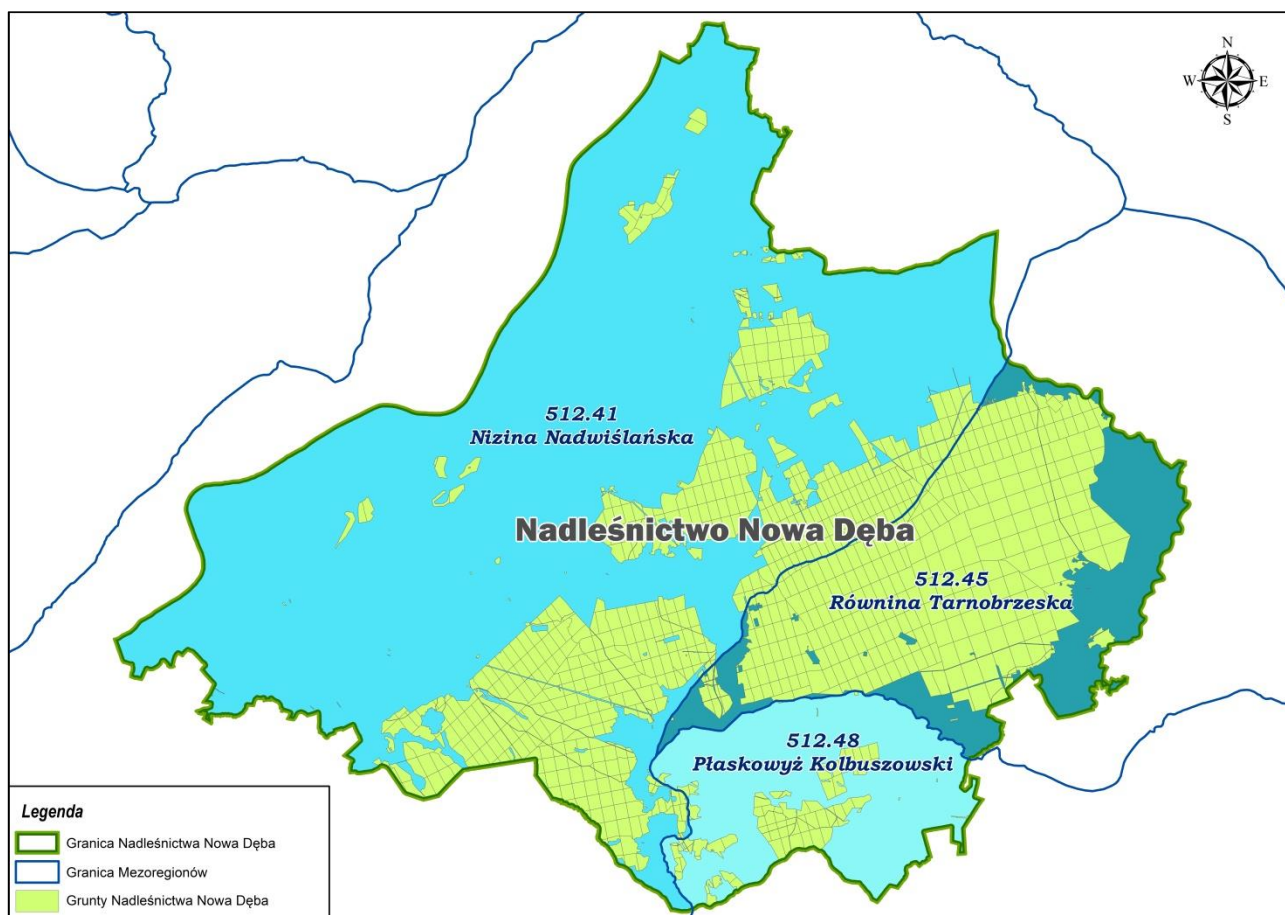 N
W E
S
512.41
Nizina Nadwiślańska
Nadleśnictwo Nowa Dęba
512.45
Równina Tarnobrzeska
512.48
Płaskowyż Kolbuszowski
Legenda
Granica Nadleśnictwa Nowa Dęba
Granica Mezoregionów
Grunty Nadleśnictwa Nowa Dęba